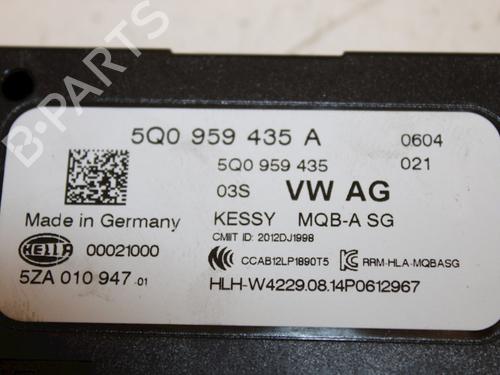 5Q0 959 435 A
0604
5Q0 959 435
021
03S VW AG
Made in Germany
KESSY MQB-A SG
CMIIT ID: 2012DJ1998
HELLA 00021000
CCAB12LP1890T5
RRM-HLA-MQBASG
5ZA 010 947-01
HLH-W4229.08.14P0612967
B-PARTS